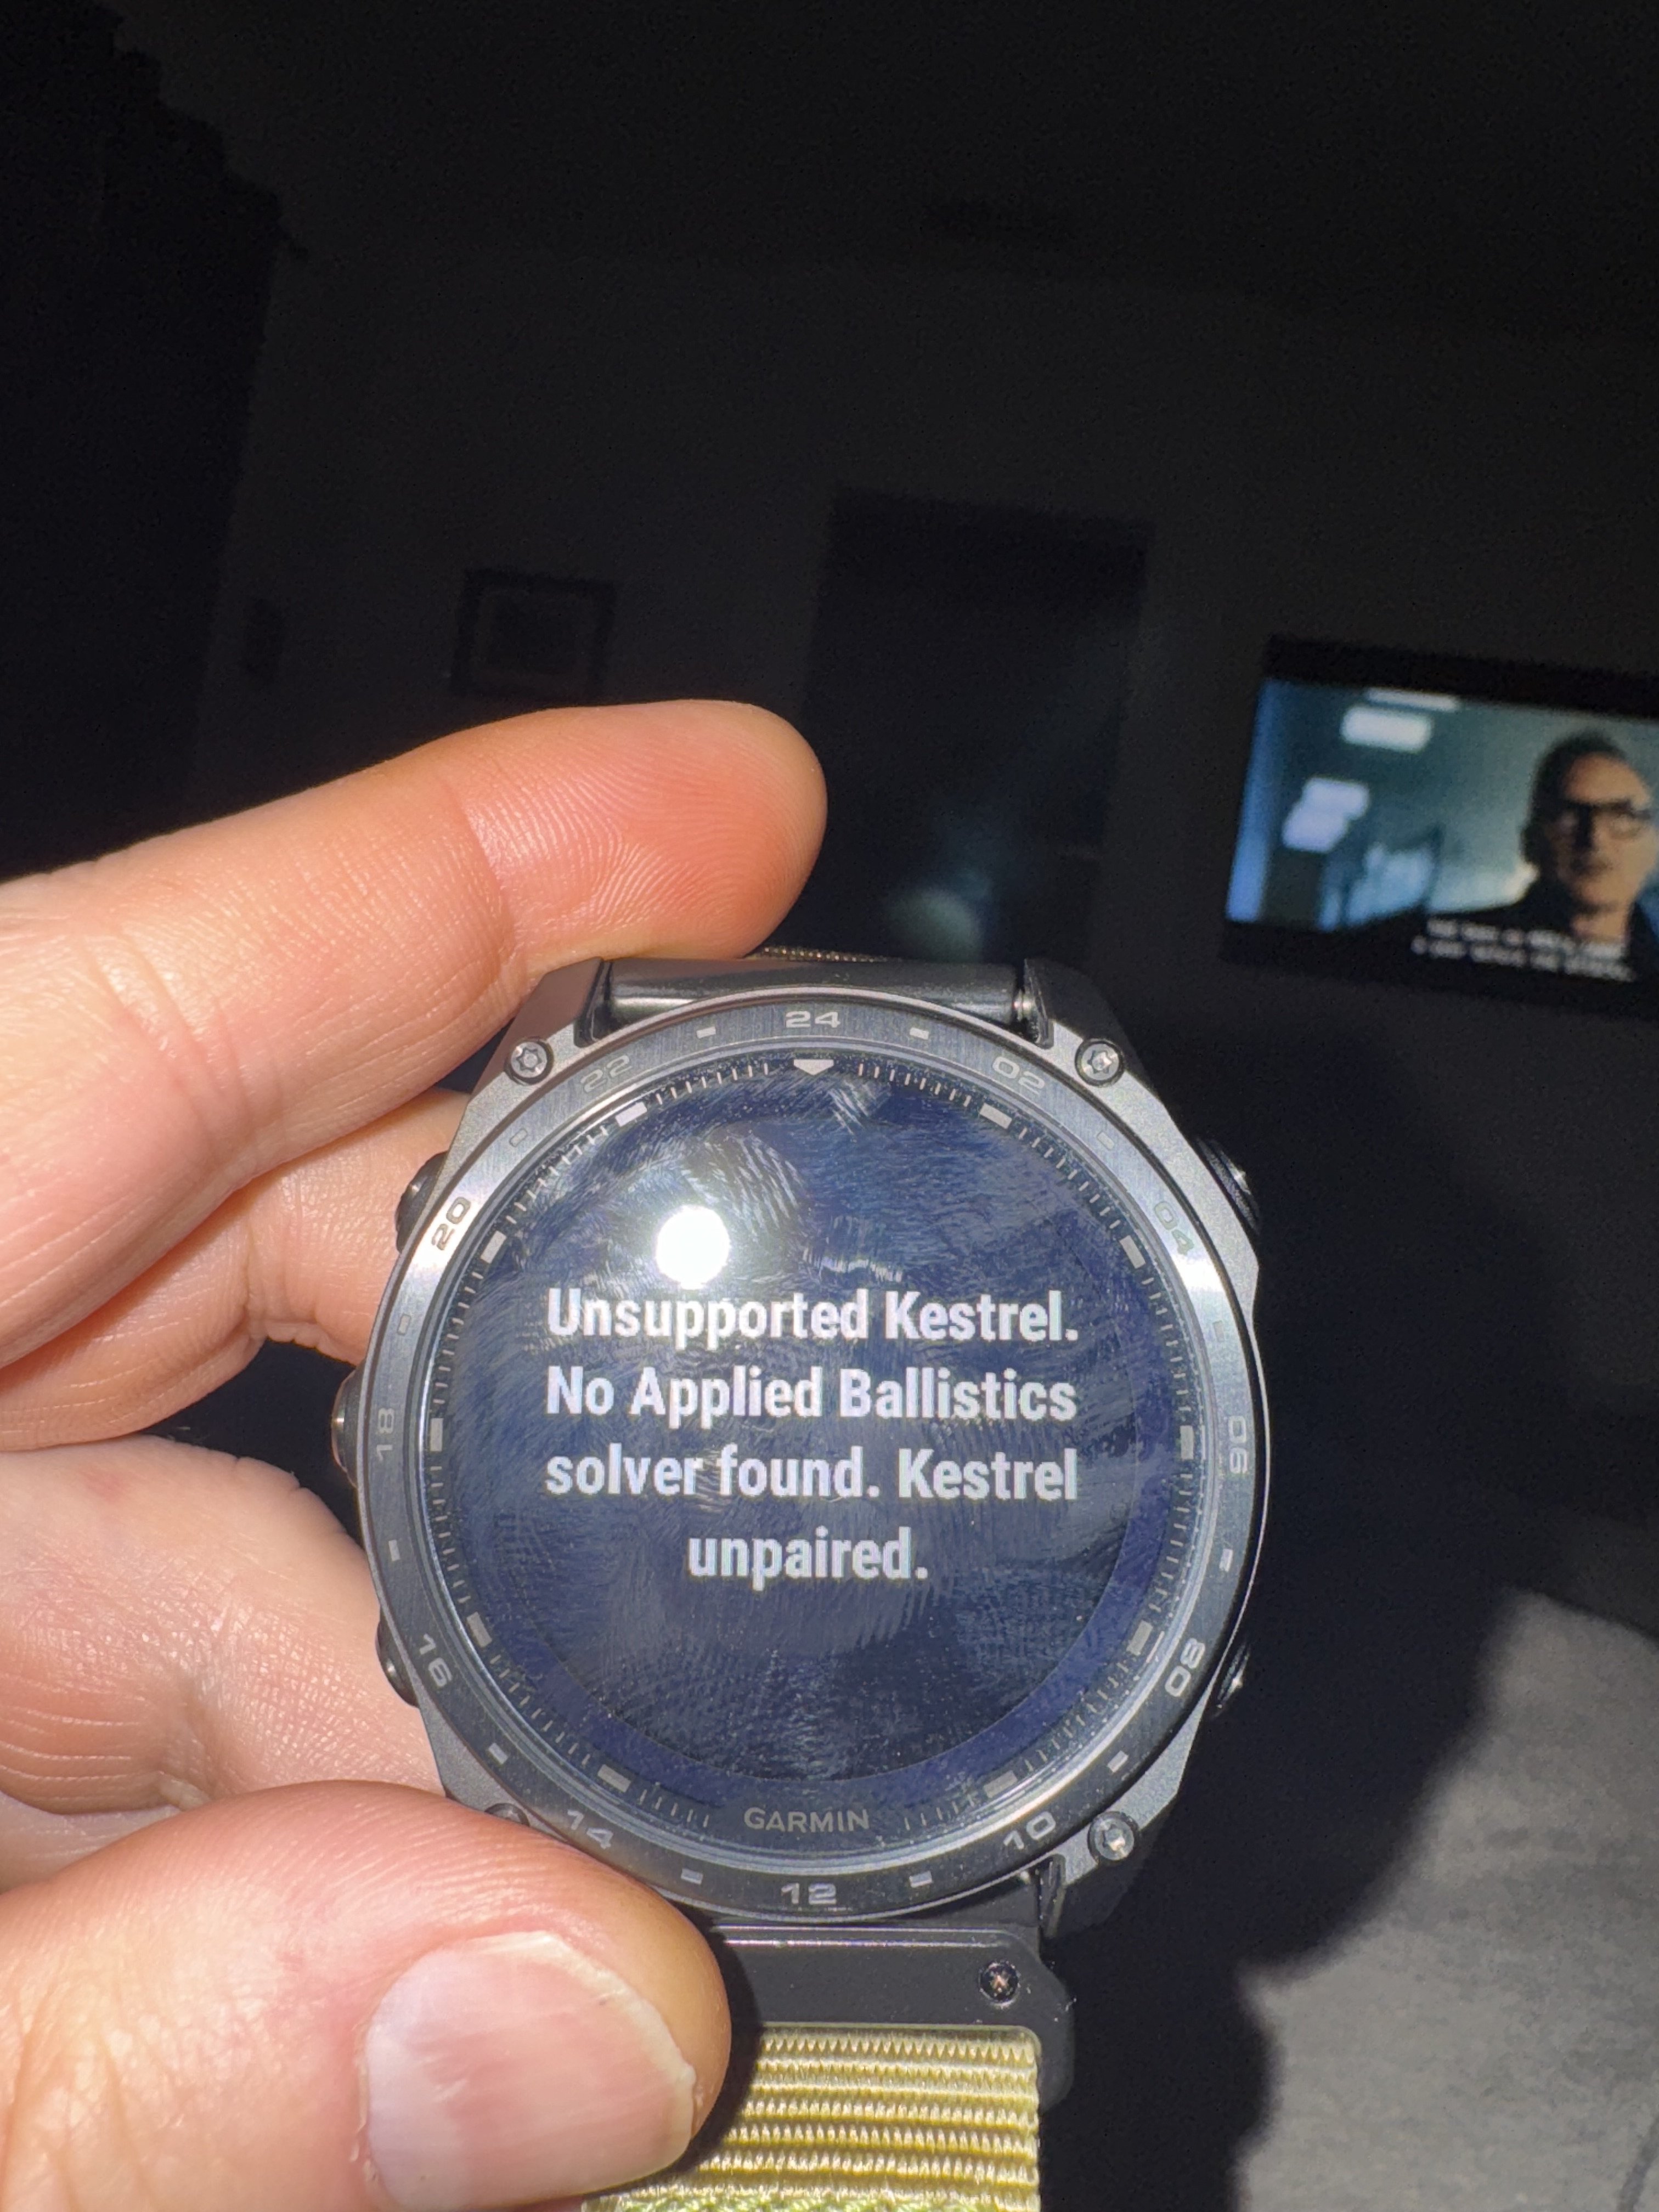 24
22
02
20
04
Unsupported Kestrel.
No Applied Ballistics
solver found. Kestrel
unpaired.
18
06
16
08
GARMIN
14
10
12